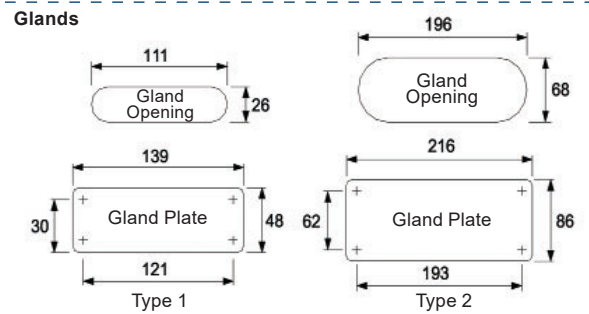 Glands
111
Gland
Opening
26
139
30
Gland Plate
48
121
Type 1
196
Gland
Opening
68
216
62
Gland Plate
86
193
Type 2